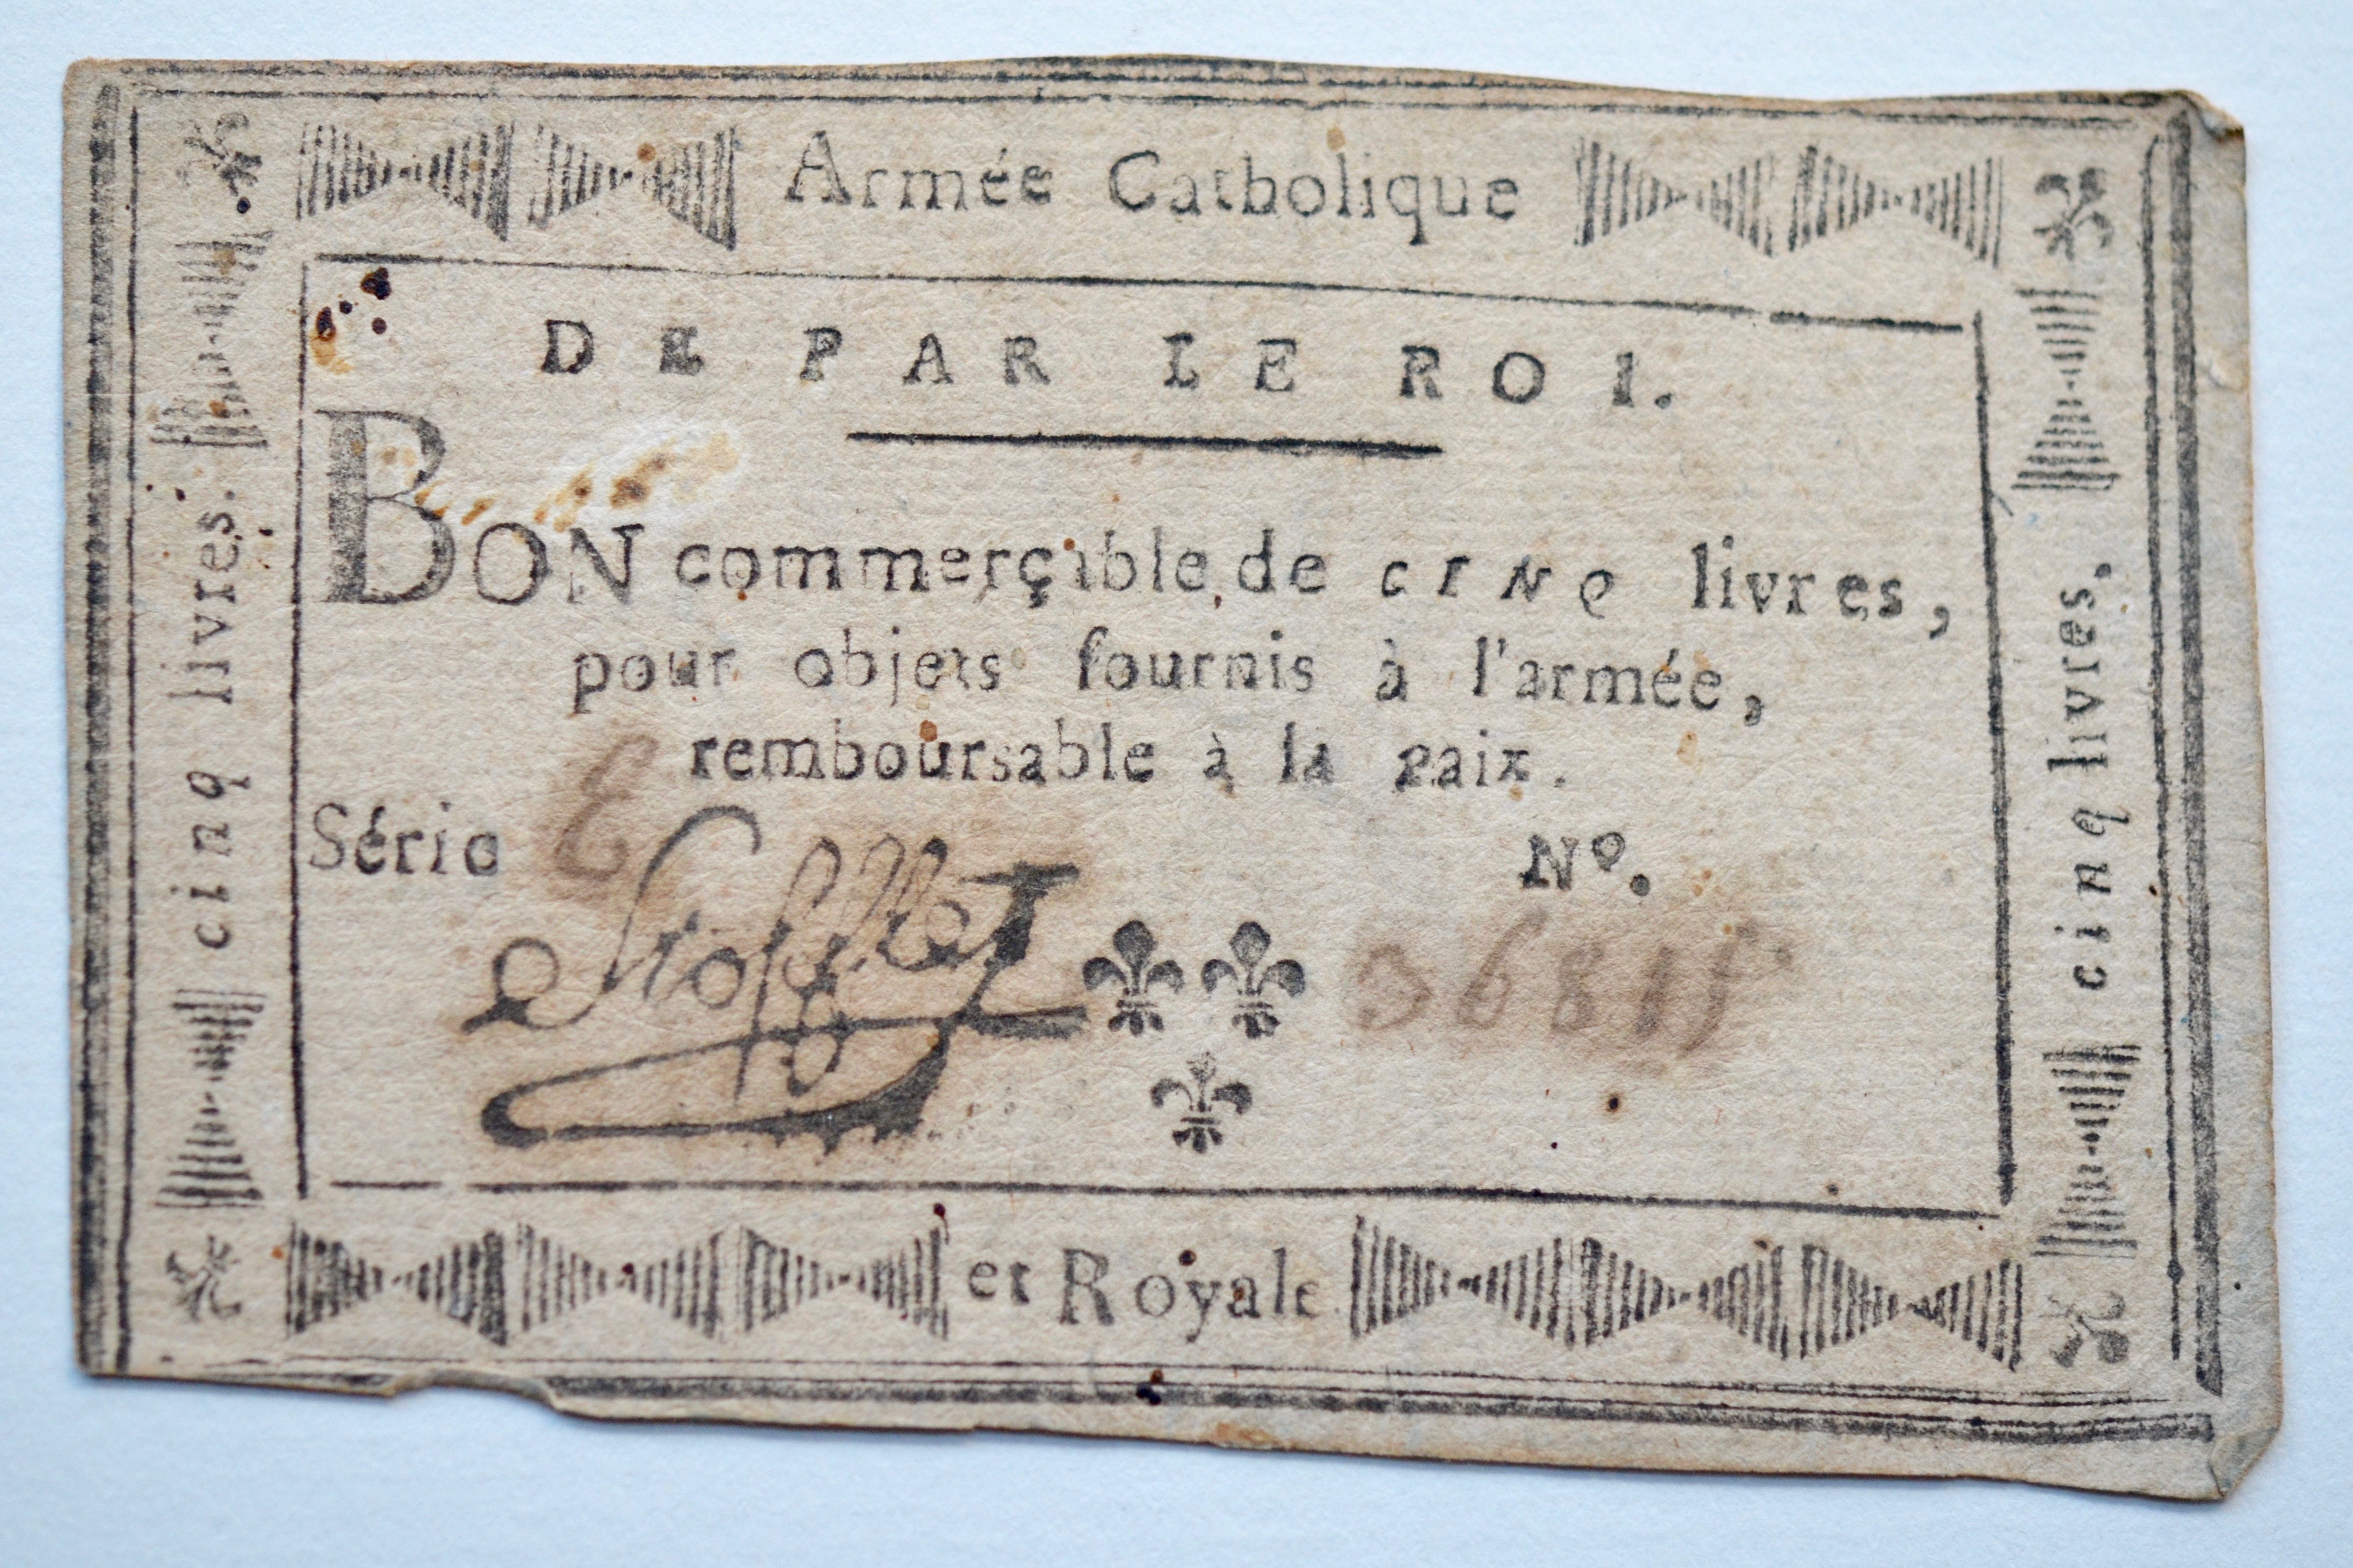 Armée Catholique
DE PAR LE ROI.
BON commerçible, de CINQ livres,
pour objets fournis à l'armée,
remboursable à la paix.
Série E
N.º
Stofflet
et Royale
cinq livres.
cinq livres.